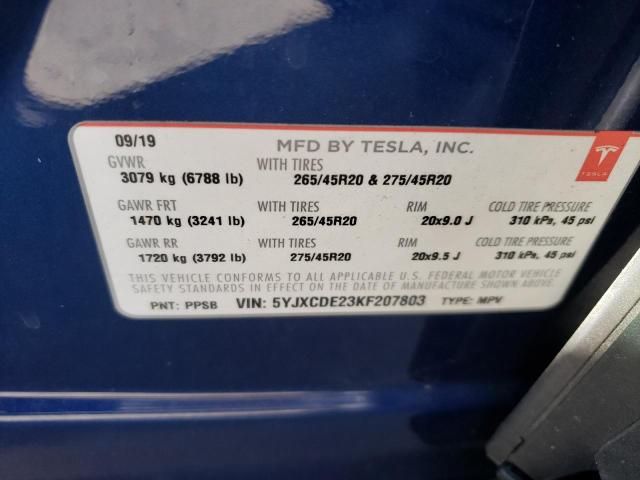 09/19 MFD BY TESLA, INC.
GVWR WITH TIRES
3079 kg (6788 lb) 265/45R20 & 275/45R20
GAWR FRT WITH TIRES RIM COLD TIRE PRESSURE
1470 kg (3241 lb) 265/45R20 20x9.0 J 310 kPa, 45 psi
GAWR RR WITH TIRES RIM COLD TIRE PRESSURE
1720 kg (3792 lb) 275/45R20 20x9.5 J 310 kPa, 45 psi
THIS VEHICLE CONFORMS TO ALL APPLICABLE U.S. FEDERAL MOTOR VEHICLE
SAFETY STANDARDS IN EFFECT ON THE DATE OF MANUFACTURE SHOWN ABOVE.
PNT: PPSB VIN: 5YJXCDE23KF207803 TYPE: MPV
TESLA